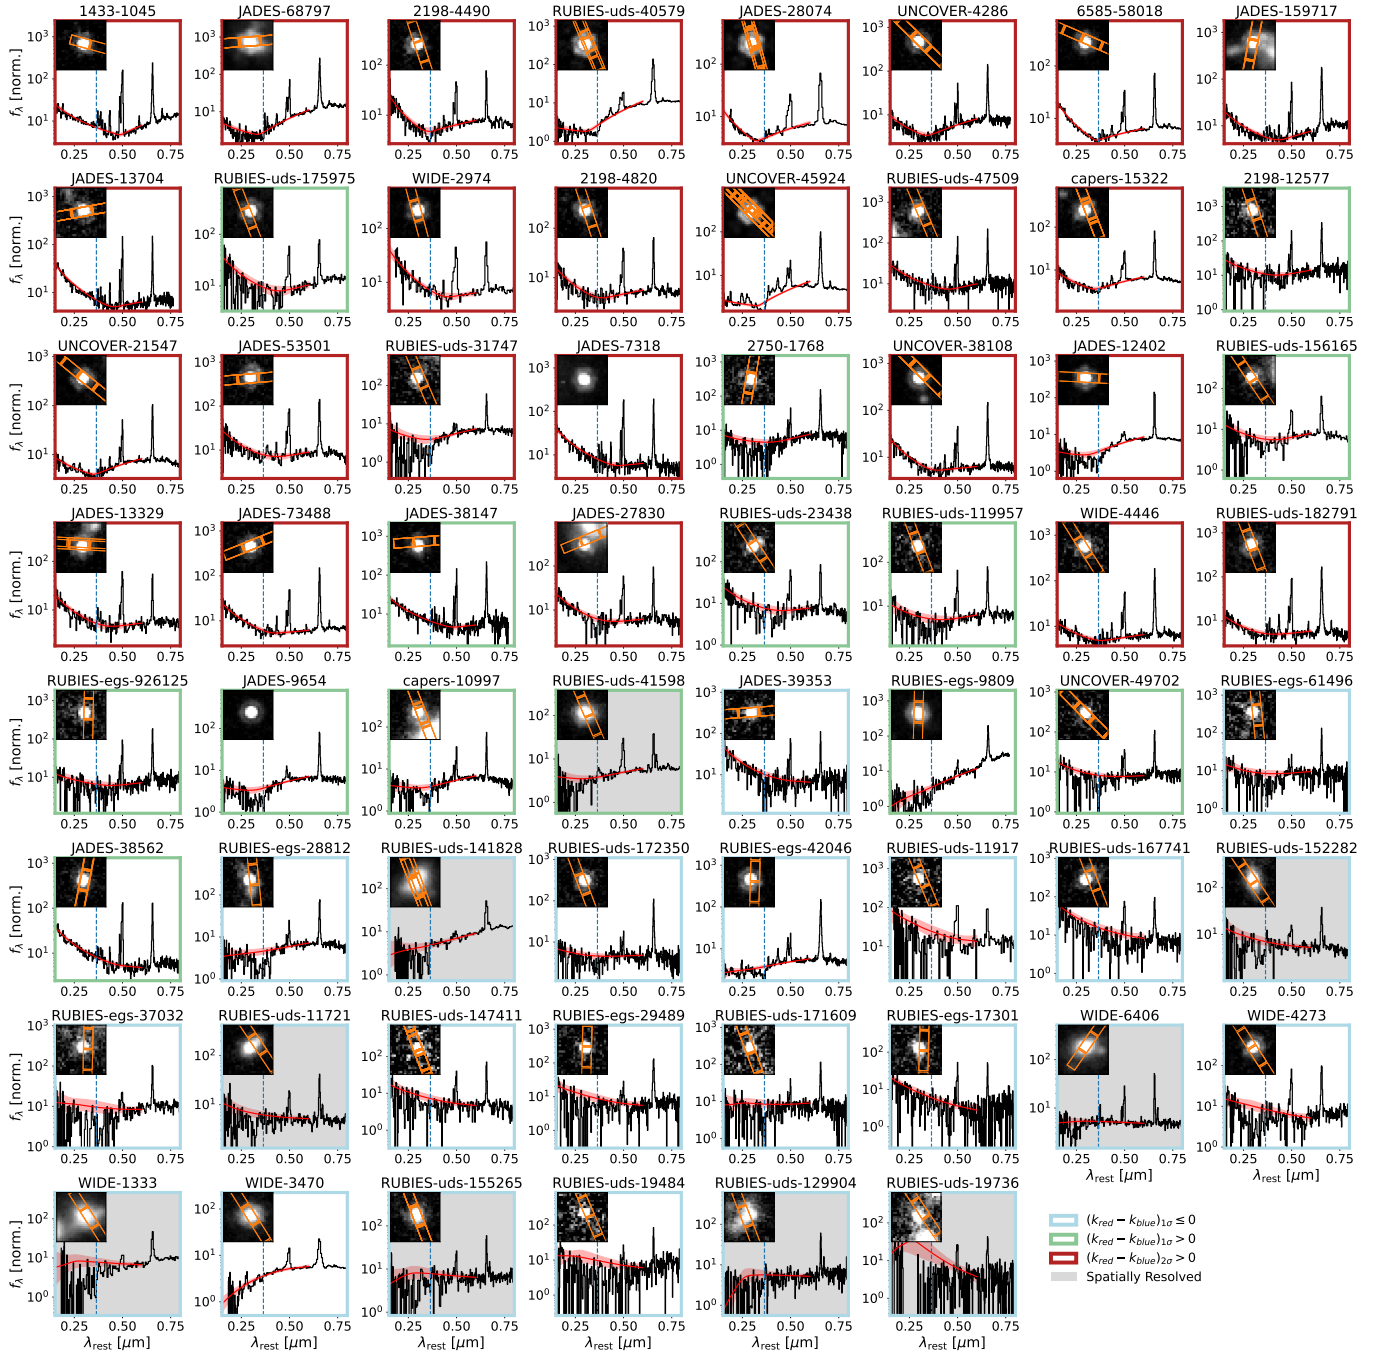 1433-1045 JADES-68797 2198-4490 RUBIES-uds-40579 JADES-28074 UNCOVER-4286 6585-58018 JADES-159717
JADES-13704 RUBIES-uds-175975 WIDE-2974 2198-4820 UNCOVER-45924 RUBIES-uds-47509 capers-15322 2198-12577
UNCOVER-21547 JADES-53501 RUBIES-uds-31747 JADES-7318 2750-1768 UNCOVER-38108 JADES-12402 RUBIES-uds-156165
JADES-13329 JADES-73488 JADES-38147 JADES-27830 RUBIES-uds-23438 RUBIES-uds-119957 WIDE-4446 RUBIES-uds-182791
RUBIES-egs-926125 JADES-9654 capers-10997 RUBIES-uds-41598 JADES-39353 RUBIES-egs-9809 UNCOVER-49702 RUBIES-egs-61496
JADES-38562 RUBIES-egs-28812 RUBIES-uds-141828 RUBIES-uds-172350 RUBIES-egs-42046 RUBIES-uds-11917 RUBIES-uds-167741 RUBIES-uds-152282
RUBIES-egs-37032 RUBIES-uds-11721 RUBIES-uds-147411 RUBIES-egs-29489 RUBIES-uds-171609 RUBIES-egs-17301 WIDE-6406 WIDE-4273
WIDE-1333 WIDE-3470 RUBIES-uds-155265 RUBIES-uds-19484 RUBIES-uds-129904 RUBIES-uds-19736
f_λ [norm.]
0.25 0.50 0.75
λ_rest [μm]
(k_red − k_blue)_1σ ≤ 0
(k_red − k_blue)_1σ > 0
(k_red − k_blue)_2σ > 0
Spatially Resolved